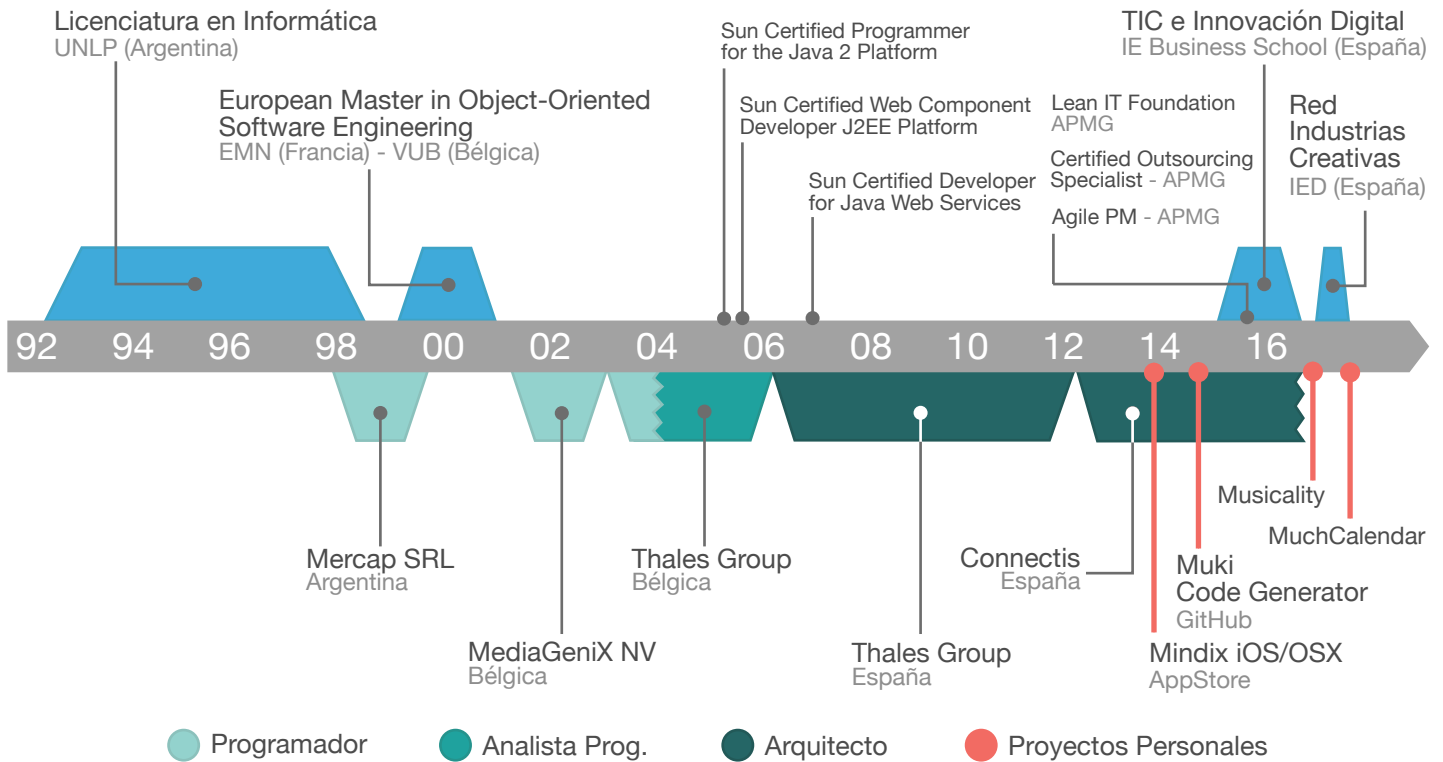 Licenciatura en Informática
UNLP (Argentina)
European Master in Object-Oriented
Software Engineering
EMN (Francia) - VUB (Bélgica)
Sun Certified Programmer
for the Java 2 Platform
Sun Certified Web Component
Developer J2EE Platform
Sun Certified Developer
for Java Web Services
Lean IT Foundation
APMG
Certified Outsourcing
Specialist - APMG
Agile PM - APMG
TIC e Innovación Digital
IE Business School (España)
Red
Industrias
Creativas
IED (España)
92 94 96 98 00 02 04 06 08 10 12 14 16
Mercap SRL
Argentina
MediaGeniX NV
Bélgica
Thales Group
Bélgica
Thales Group
España
Connectis
España
Mindix iOS/OSX
AppStore
Muki
Code Generator
GitHub
Musicality
MuchCalendar
Programador
Analista Prog.
Arquitecto
Proyectos Personales